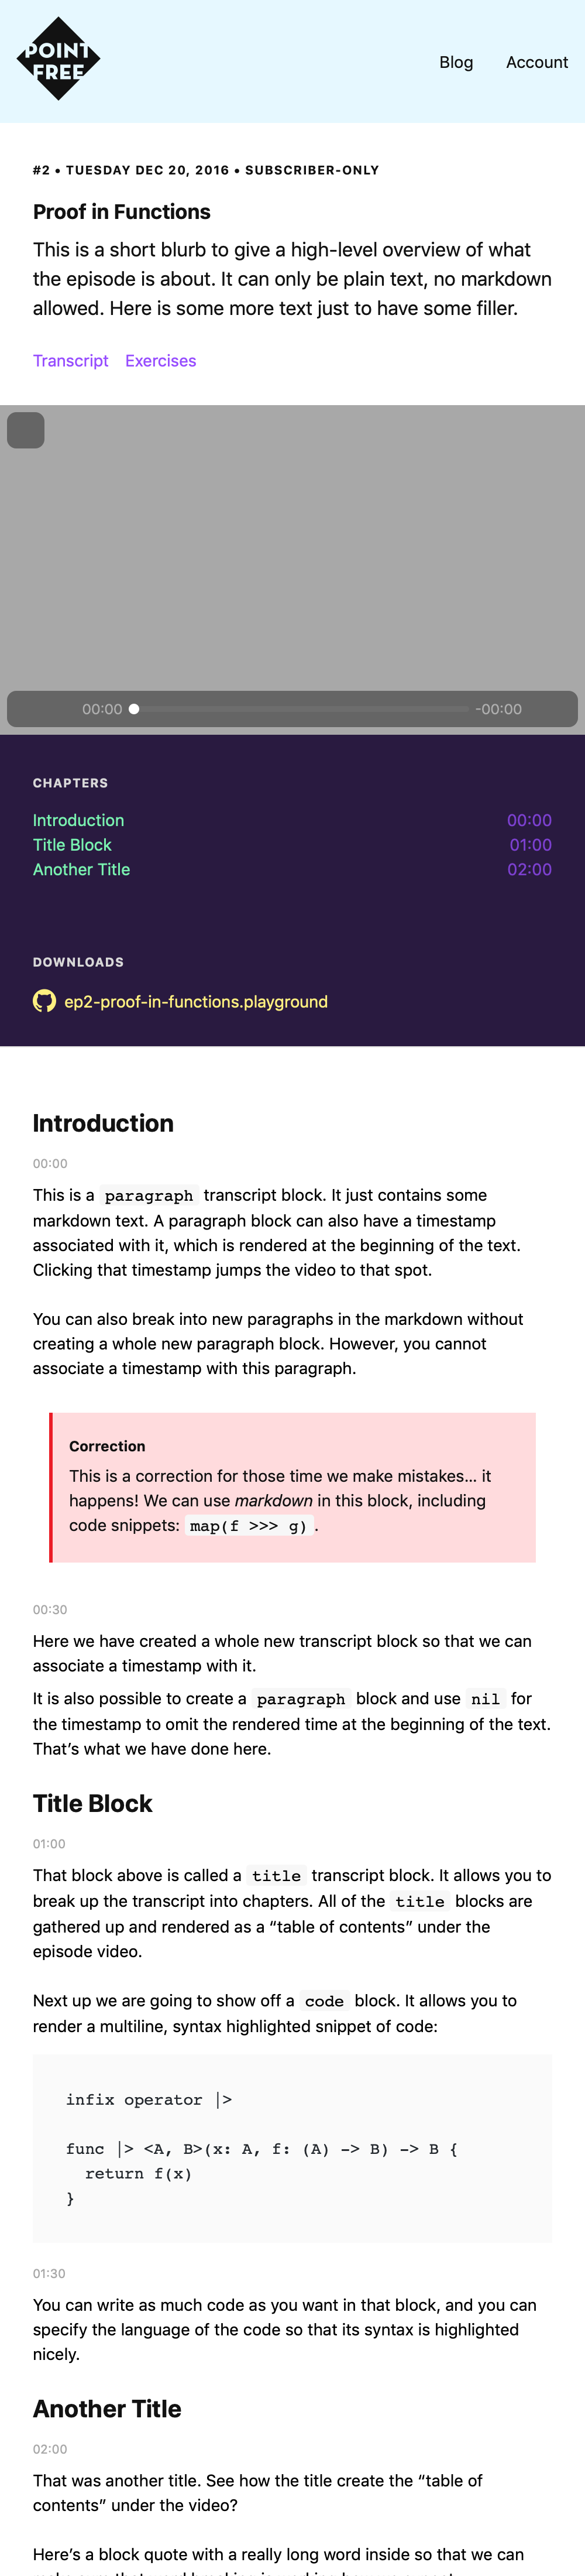 POINT
FREE
Blog Account
#2 • TUESDAY DEC 20, 2016 • SUBSCRIBER-ONLY
Proof in Functions
This is a short blurb to give a high-level overview of what
the episode is about. It can only be plain text, no markdown
allowed. Here is some more text just to have some filler.
Transcript Exercises
00:00 -00:00
CHAPTERS
Introduction 00:00
Title Block 01:00
Another Title 02:00
DOWNLOADS
ep2-proof-in-functions.playground
Introduction
00:00
This is a paragraph transcript block. It just contains some
markdown text. A paragraph block can also have a timestamp
associated with it, which is rendered at the beginning of the text.
Clicking that timestamp jumps the video to that spot.
You can also break into new paragraphs in the markdown without
creating a whole new paragraph block. However, you cannot
associate a timestamp with this paragraph.
Correction
This is a correction for those time we make mistakes… it
happens! We can use markdown in this block, including
code snippets: map(f >>> g).
00:30
Here we have created a whole new transcript block so that we can
associate a timestamp with it.
It is also possible to create a paragraph block and use nil for
the timestamp to omit the rendered time at the beginning of the text.
That’s what we have done here.
Title Block
01:00
That block above is called a title transcript block. It allows you to
break up the transcript into chapters. All of the title blocks are
gathered up and rendered as a “table of contents” under the
episode video.
Next up we are going to show off a code block. It allows you to
render a multiline, syntax highlighted snippet of code:
infix operator |>
func |> <A, B>(x: A, f: (A) -> B) -> B {
return f(x)
}
01:30
You can write as much code as you want in that block, and you can
specify the language of the code so that its syntax is highlighted
nicely.
Another Title
02:00
That was another title. See how the title create the “table of
contents” under the video?
Here’s a block quote with a really long word inside so that we can